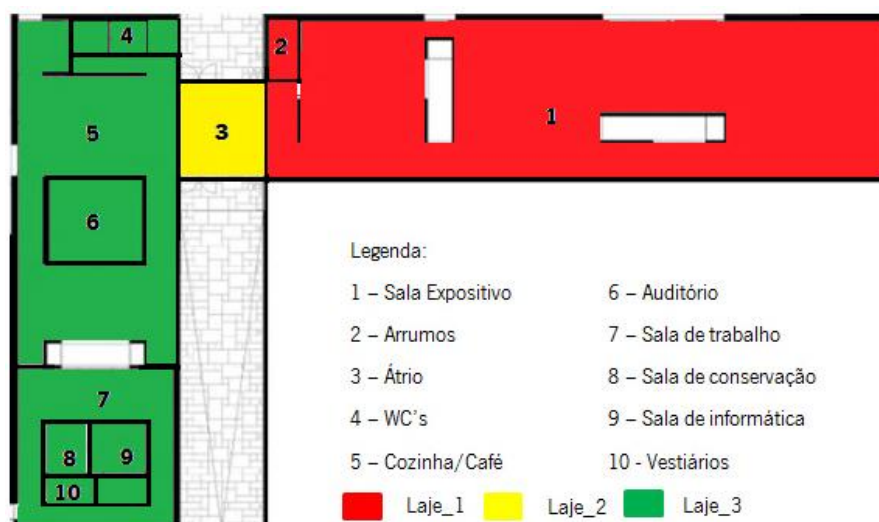 4
2
1
5
3
6
7
8 9
10
Legenda:
1 – Sala Expositivo 6 – Auditório
2 – Arrumos 7 – Sala de trabalho
3 – Átrio 8 – Sala de conservação
4 – WC's 9 – Sala de informática
5 – Cozinha/Café 10 - Vestiários
Laje_1 Laje_2 Laje_3